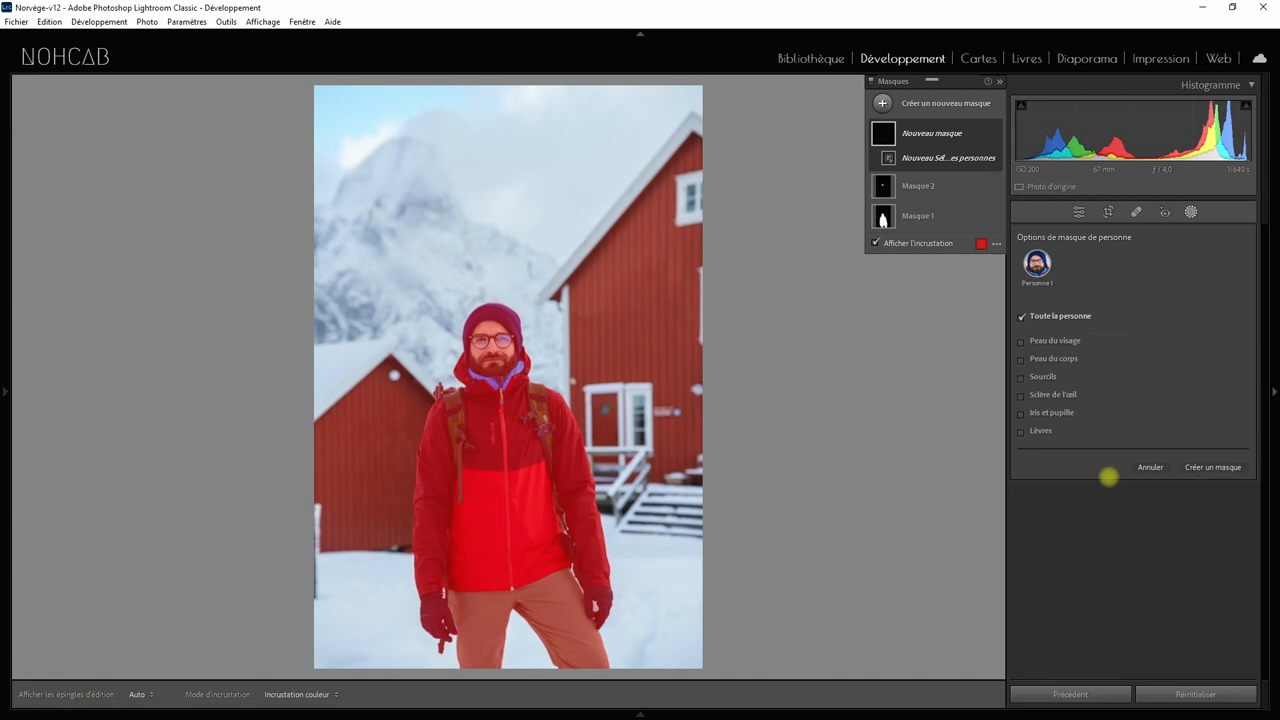 Norvège-v12 - Adobe Photoshop Lightroom Classic - Développement
Fichier Edition Développement Photo Paramètres Outils Affichage Fenêtre Aide
NOHCAB
Bibliothèque Développement Cartes Livres Diaporama Impression Web
Masques
Créer un nouveau masque
Nouveau masque
Nouveau Sél...es personnes
Masque 2
Masque 1
Afficher l'incrustation
Histogramme
ISO 200 67 mm ƒ / 4,0 1/640 s
Photo d'origine
Options de masque de personne
Personne 1
Toute la personne
Peau du visage
Peau du corps
Sourcils
Sclère de l'œil
Iris et pupille
Lèvres
Annuler Créer un masque
Afficher les épingles d'édition : Auto Mode d'incrustation : Incrustation couleur
Précédent Réinitialiser